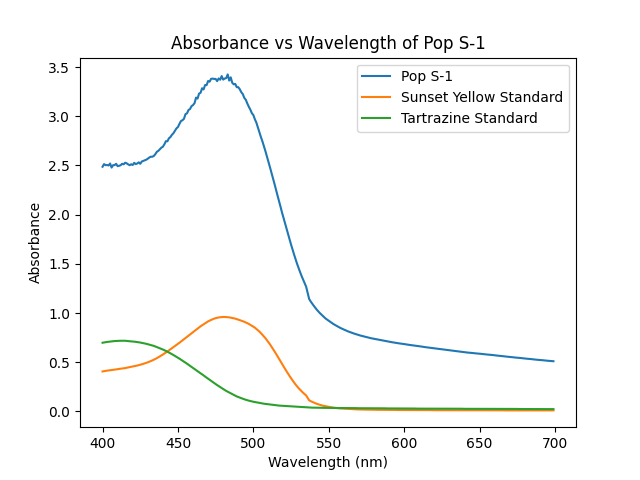 Absorbance vs Wavelength of Pop S-1
3.5
3.0
2.5
2.0
1.5
1.0
0.5
0.0
Absorbance
Pop S-1
Sunset Yellow Standard
Tartrazine Standard
400 450 500 550 600 650 700
Wavelength (nm)